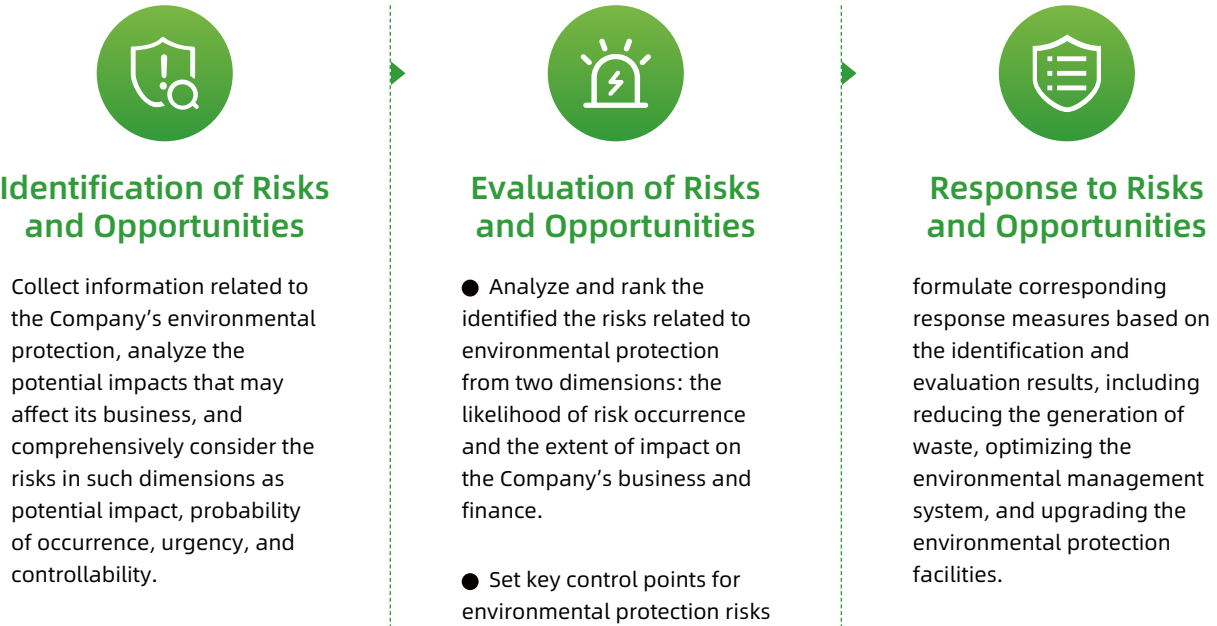 Identification of Risks
and Opportunities
Collect information related to
the Company’s environmental
protection, analyze the
potential impacts that may
affect its business, and
comprehensively consider the
risks in such dimensions as
potential impact, probability
of occurrence, urgency, and
controllability.
Evaluation of Risks
and Opportunities
● Analyze and rank the
identified the risks related to
environmental protection
from two dimensions: the
likelihood of risk occurrence
and the extent of impact on
the Company’s business and
finance.
● Set key control points for
environmental protection risks
Response to Risks
and Opportunities
formulate corresponding
response measures based on
the identification and
evaluation results, including
reducing the generation of
waste, optimizing the
environmental management
system, and upgrading the
environmental protection
facilities.